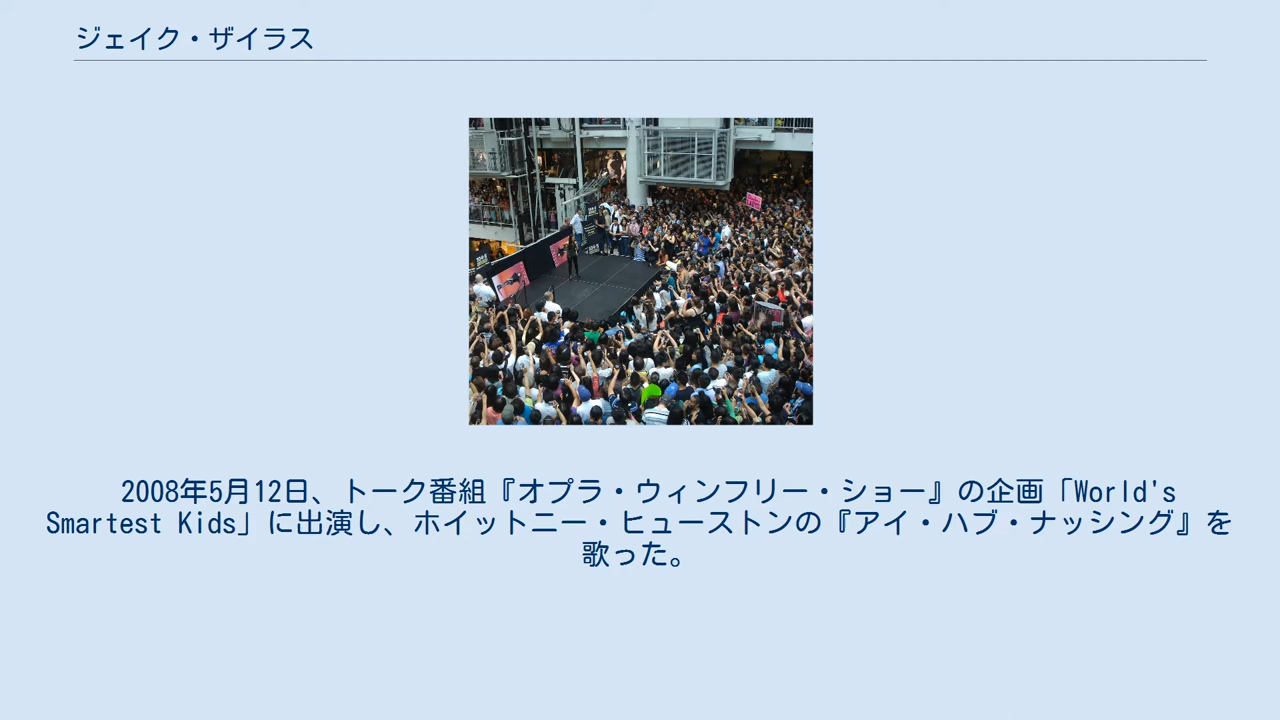 ジェイク・ザイラス
2008年5月12日、トーク番組『オプラ・ウィンフリー・ショー』の企画「World's
Smartest Kids」に出演し、ホイットニー・ヒューストンの『アイ・ハブ・ナッシング』を
歌った。